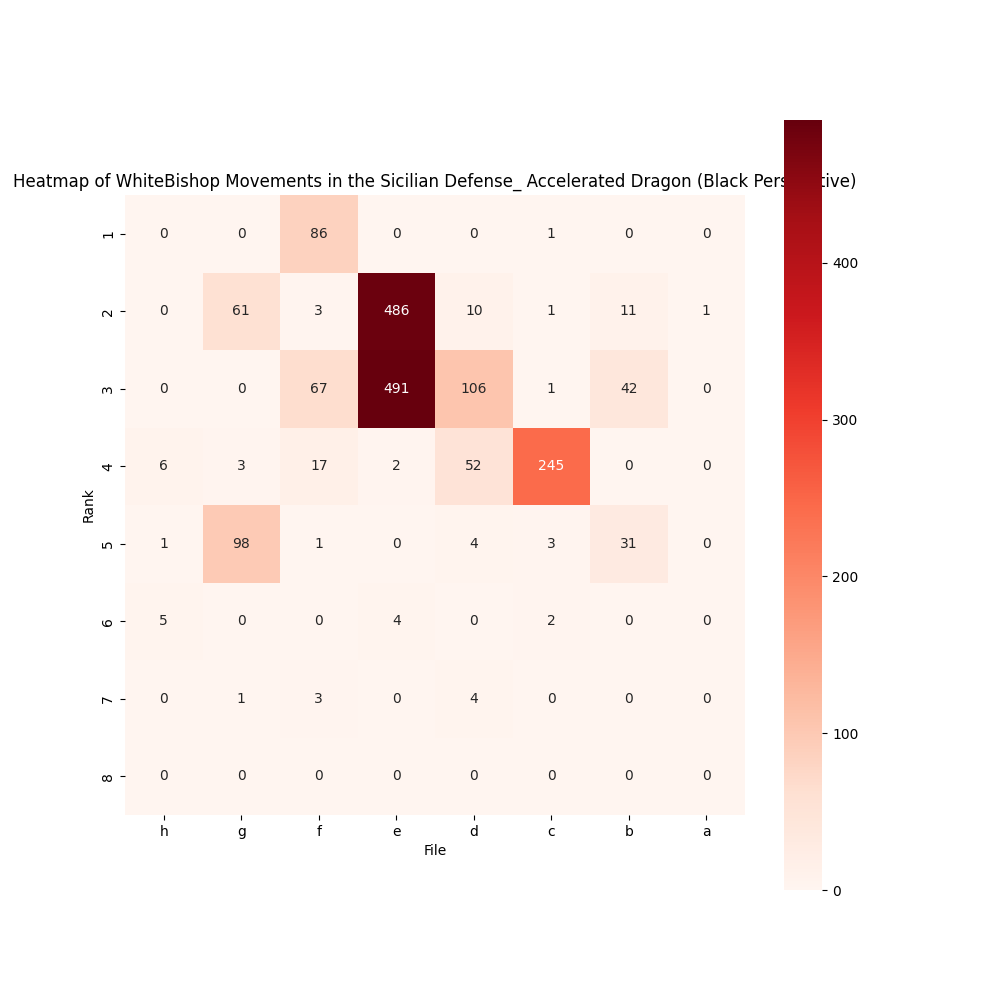 Heatmap of WhiteBishop Movements in the Sicilian Defense_ Accelerated Dragon (Black Perspective)
1 0 0 86 0 0 1 0 0
2 0 61 3 486 10 1 11 1
3 0 0 67 491 106 1 42 0
4 6 3 17 2 52 245 0 0
Rank
5 1 98 1 0 4 3 31 0
6 5 0 0 4 0 2 0 0
7 0 1 3 0 4 0 0 0
8 0 0 0 0 0 0 0 0
h g f e d c b a
File
400
300
200
100
0